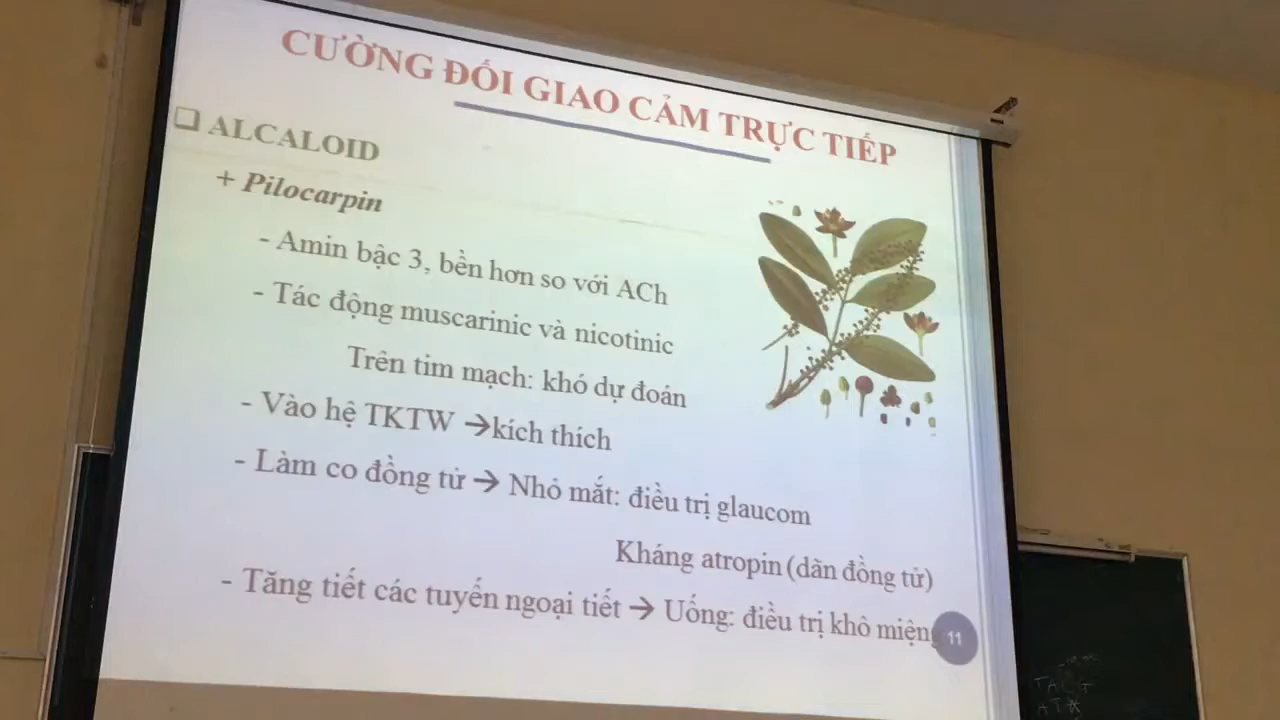 CƯỜNG ĐỐI GIAO CẢM TRỰC TIẾP
❑ ALCALOID
+ Pilocarpin
- Amin bậc 3, bền hơn so với ACh
- Tác động muscarinic và nicotinic
Trên tim mạch: khó dự đoán
- Vào hệ TKTW →kích thích
- Làm co đồng tử → Nhỏ mắt: điều trị glaucom
Kháng atropin (dãn đồng tử)
- Tăng tiết các tuyến ngoại tiết → Uống: điều trị khô miệng
11